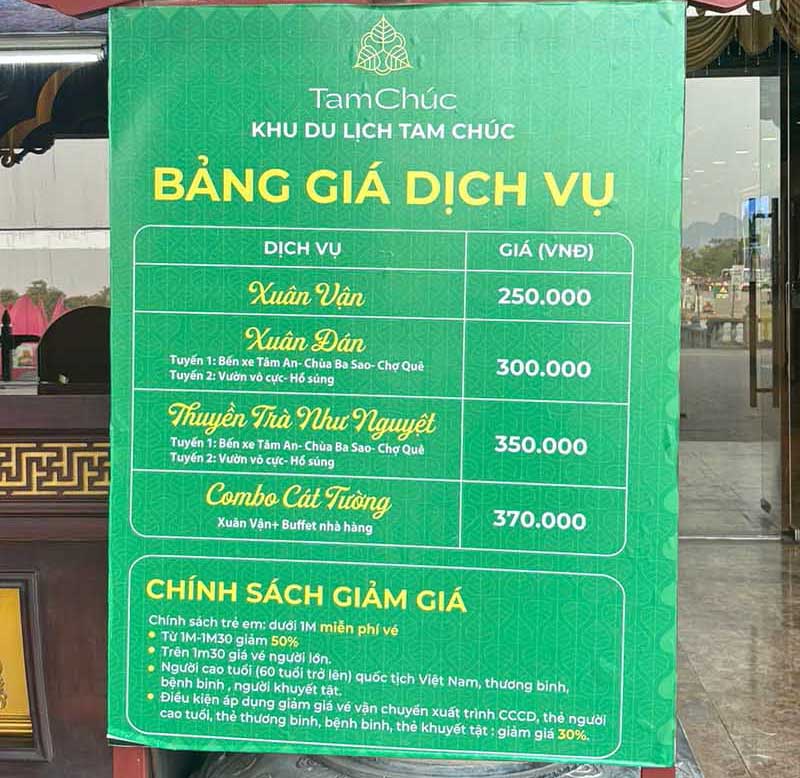 TamChúc
KHU DU LỊCH TAM CHÚC
BẢNG GIÁ DỊCH VỤ
DỊCH VỤ GIÁ (VNĐ)
Xuân Vận 250.000
Xuân Đán
Tuyến 1: Bến xe Tâm An- Chùa Ba Sao- Chợ Quê
Tuyến 2: Vườn vô cực- Hồ súng
300.000
Thuyền Trà Như Nguyệt
Tuyến 1: Bến xe Tâm An- Chùa Ba Sao- Chợ Quê
Tuyến 2: Vườn vô cực- Hồ súng
350.000
Combo Cát Tường
Xuân Vận+ Buffet nhà hàng
370.000
CHÍNH SÁCH GIẢM GIÁ
Chính sách trẻ em: dưới 1M miễn phí vé
• Từ 1M-1M30 giảm 50%
• Trên 1m30 giá vé người lớn.
• Người cao tuổi (60 tuổi trở lên) quốc tịch Việt Nam, thương binh,
bệnh binh , người khuyết tật.
• Điều kiện áp dụng giảm giá vé vận chuyển xuất trình CCCD, thẻ người
cao tuổi, thẻ thương binh, bệnh binh, thẻ khuyết tật : giảm giá 30%.